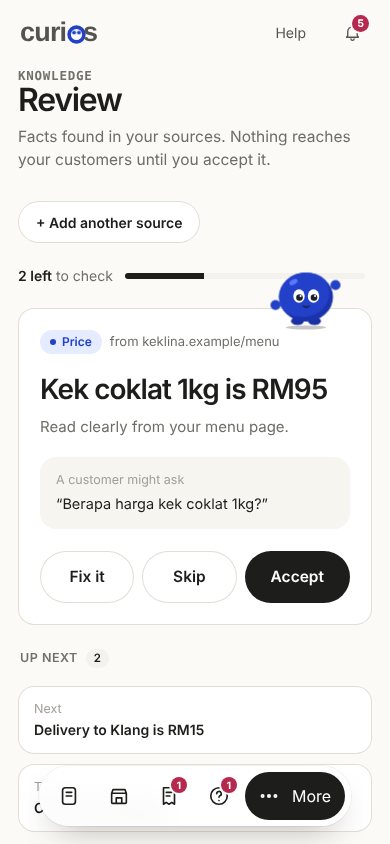 curios
Help
5
KNOWLEDGE
Review
Facts found in your sources. Nothing reaches
your customers until you accept it.
+ Add another source
2 left to check
Price from keklina.example/menu
Kek coklat 1kg is RM95
Read clearly from your menu page.
A customer might ask
“Berapa harga kek coklat 1kg?”
Fix it Skip Accept
UP NEXT 2
Next
Delivery to Klang is RM15
1 1 ••• More